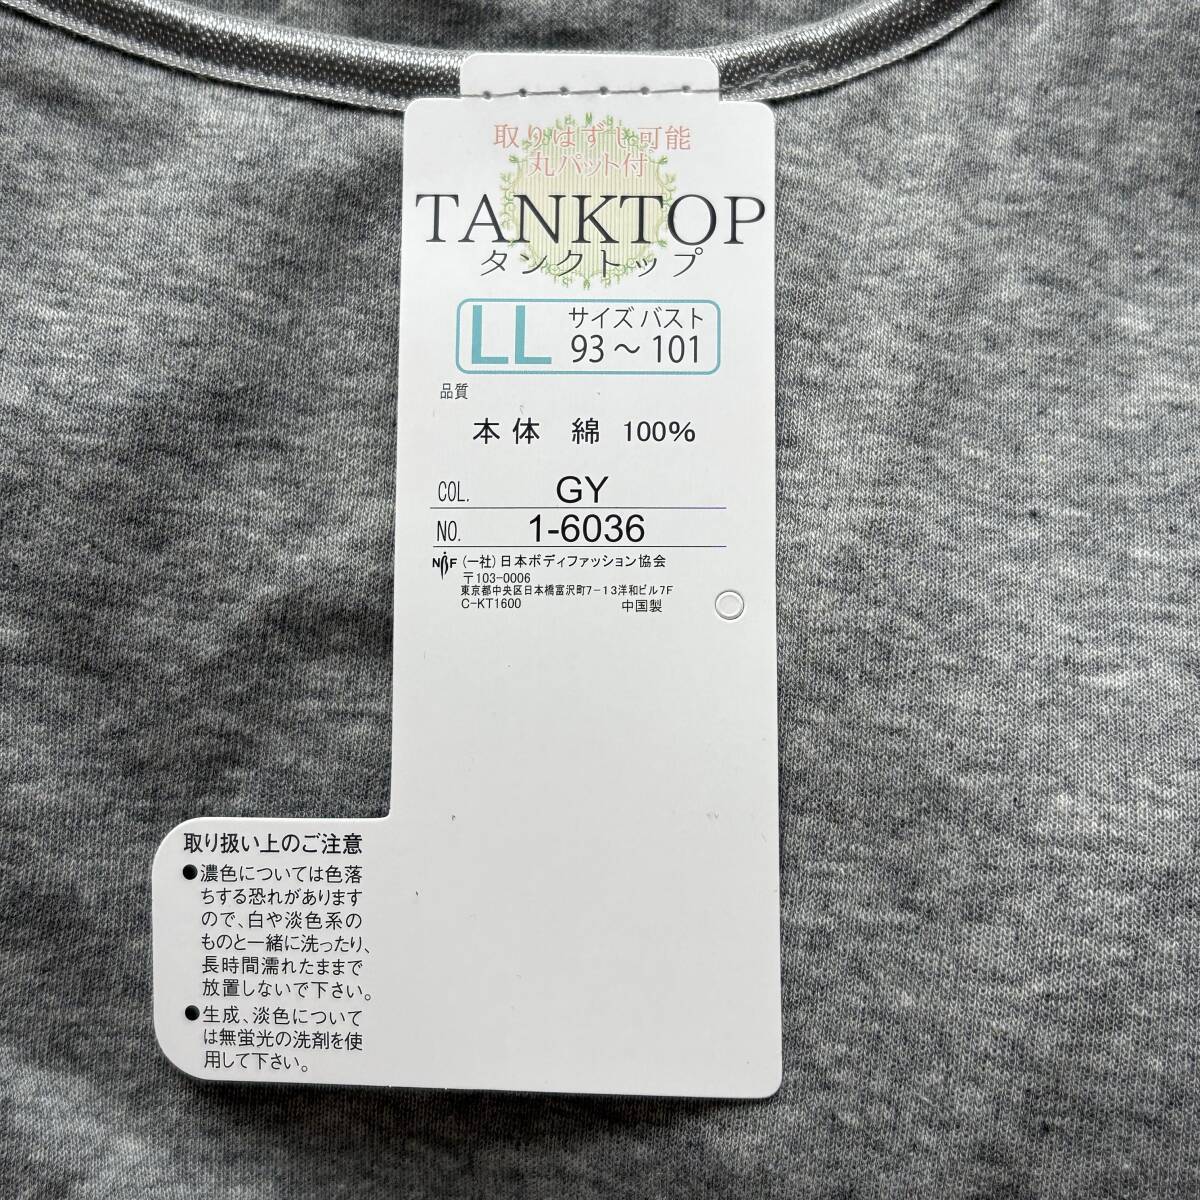 取りはずし可能
丸パット付
TANKTOP
タンクトップ
LL サイズ バスト
93～101
品質
本体 綿 100%
COL. GY
NO. 1-6036
NBF (一社)日本ボディファッション協会
〒103-0006
東京都中央区日本橋富沢町7-13洋和ビル7F
C-KT1600 中国製
取り扱い上のご注意
●濃色については色落
ちする恐れがあります
ので、白や淡色系の
ものと一緒に洗ったり、
長時間濡れたままで
放置しないで下さい。
●生成、淡色について
は無蛍光の洗剤を使
用して下さい。